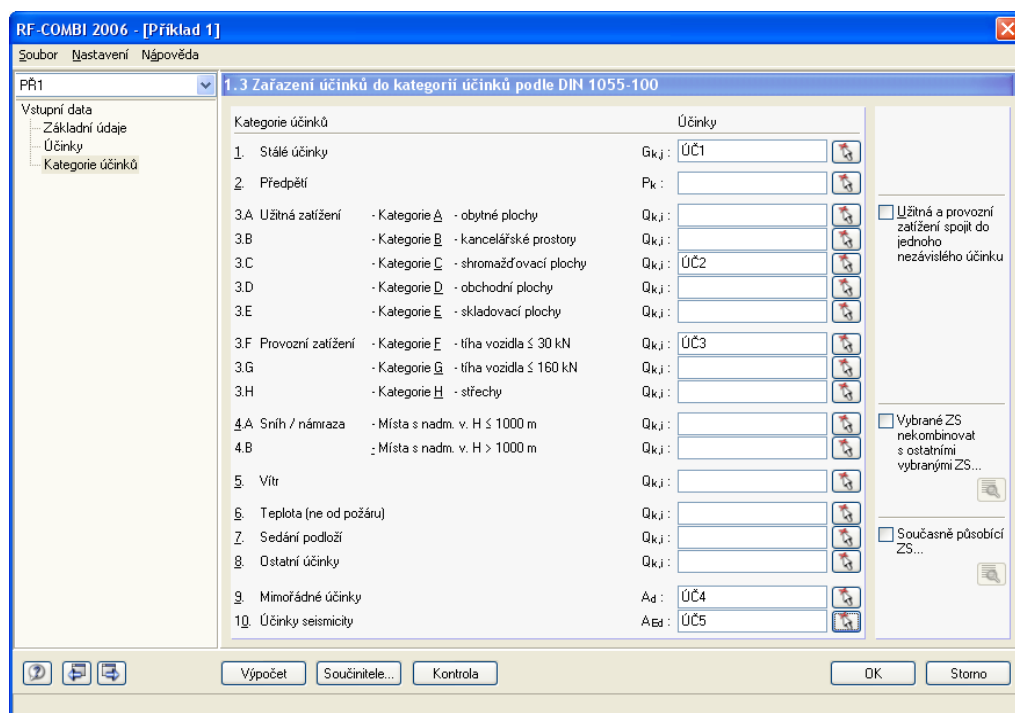 RF-COMBI 2006 - [Příklad 1]
Soubor Nastavení Nápověda
PŘ1
Vstupní data
Základní údaje
Účinky
Kategorie účinků
1.3 Zařazení účinků do kategorií účinků podle DIN 1055-100
Kategorie účinků Účinky
1. Stálé účinky Gk,j : ÚČ1
2. Předpětí Pk :
3.A Užitná zatížení - Kategorie A - obytné plochy Qk,i :
3.B - Kategorie B - kancelářské prostory Qk,i :
3.C - Kategorie C - shromažďovací plochy Qk,i : ÚČ2
3.D - Kategorie D - obchodní plochy Qk,i :
3.E - Kategorie E - skladovací plochy Qk,i :
3.F Provozní zatížení - Kategorie F - tíha vozidla ≤ 30 kN Qk,i : ÚČ3
3.G - Kategorie G - tíha vozidla ≤ 160 kN Qk,i :
3.H - Kategorie H - střechy Qk,i :
4.A Sníh / námraza - Místa s nadm. v. H ≤ 1000 m Qk,i :
4.B - Místa s nadm. v. H > 1000 m Qk,i :
5. Vítr Qk,i :
6. Teplota (ne od požáru) Qk,i :
7. Sedání podloží Qk,i :
8. Ostatní účinky Qk,i :
9. Mimořádné účinky Ad : ÚČ4
10. Účinky seismicity AEd : ÚČ5
Užitná a provozní
zatížení spojit do
jednoho
nezávislého účinku
Vybrané ZS
nekombinovat
s ostatními
vybranými ZS...
Současně působící
ZS...
Výpočet Součinitele... Kontrola OK Storno